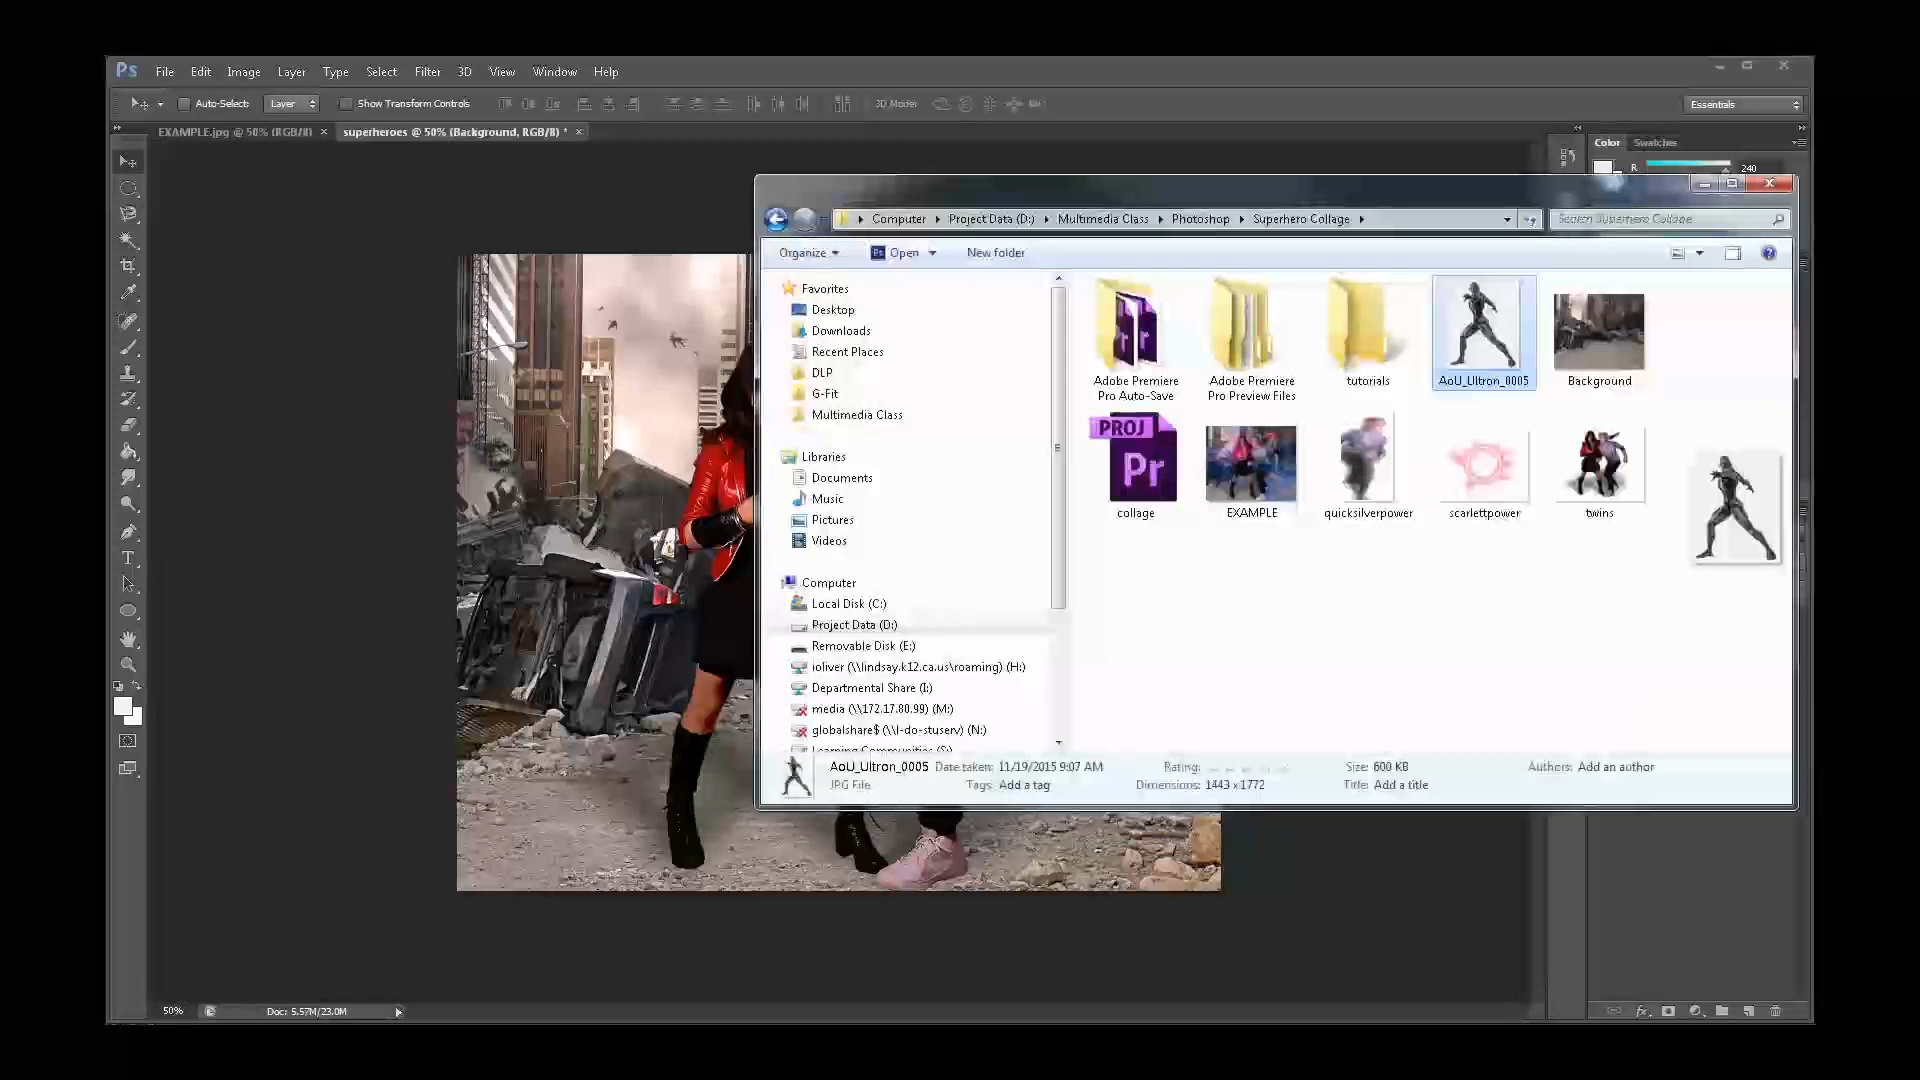 Ps File Edit Image Layer Type Select Filter 3D View Window Help
Auto-Select: Layer Show Transform Controls 3D Mode: Essentials
EXAMPLE.jpg @ 50% (RGB/8) × superheroes @ 50% (Background, RGB/8) * ×
Color Swatches
R 240
Computer Project Data (D:) Multimedia Class Photoshop Superhero Collage Search Superhero Collage
Organize Ps Open New folder
Favorites
Desktop
Downloads
Recent Places
DLP
G-Fit
Multimedia Class
Libraries
Documents
Music
Pictures
Videos
Computer
Local Disk (C:)
Project Data (D:)
Removable Disk (E:)
ioliver (\\lindsay.k12.ca.us\roaming) (H:)
Departmental Share (I:)
media (\\172.17.80.99) (M:)
globalshare$ (\\l-do-stuserv) (N:)
Learning Communities (S:)
Adobe Premiere
Pro Auto-Save
Adobe Premiere
Pro Preview Files
tutorials
AoU_Ultron_0005
Background
PROJ
Pr
collage
EXAMPLE
quicksilverpower
scarlettpower
twins
AoU_Ultron_0005 Date taken: 11/19/2015 9:07 AM Rating: Size: 600 KB Authors: Add an author
JPG File Tags: Add a tag Dimensions: 1443 x 1772 Title: Add a title
50% Doc: 5.57M/23.0M